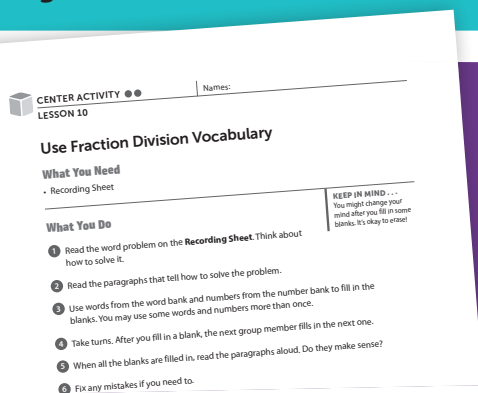 CENTER ACTIVITY ●●
Names:
LESSON 10
Use Fraction Division Vocabulary
What You Need
• Recording Sheet
KEEP IN MIND . . .
You might change your
mind after you fill in some
blanks. It's okay to erase!
What You Do
1 Read the word problem on the Recording Sheet. Think about
how to solve it.
2 Read the paragraphs that tell how to solve the problem.
3 Use words from the word bank and numbers from the number bank to fill in the
blanks. You may use some words and numbers more than once.
4 Take turns. After you fill in a blank, the next group member fills in the next one.
5 When all the blanks are filled in, read the paragraphs aloud. Do they make sense?
6 Fix any mistakes if you need to.